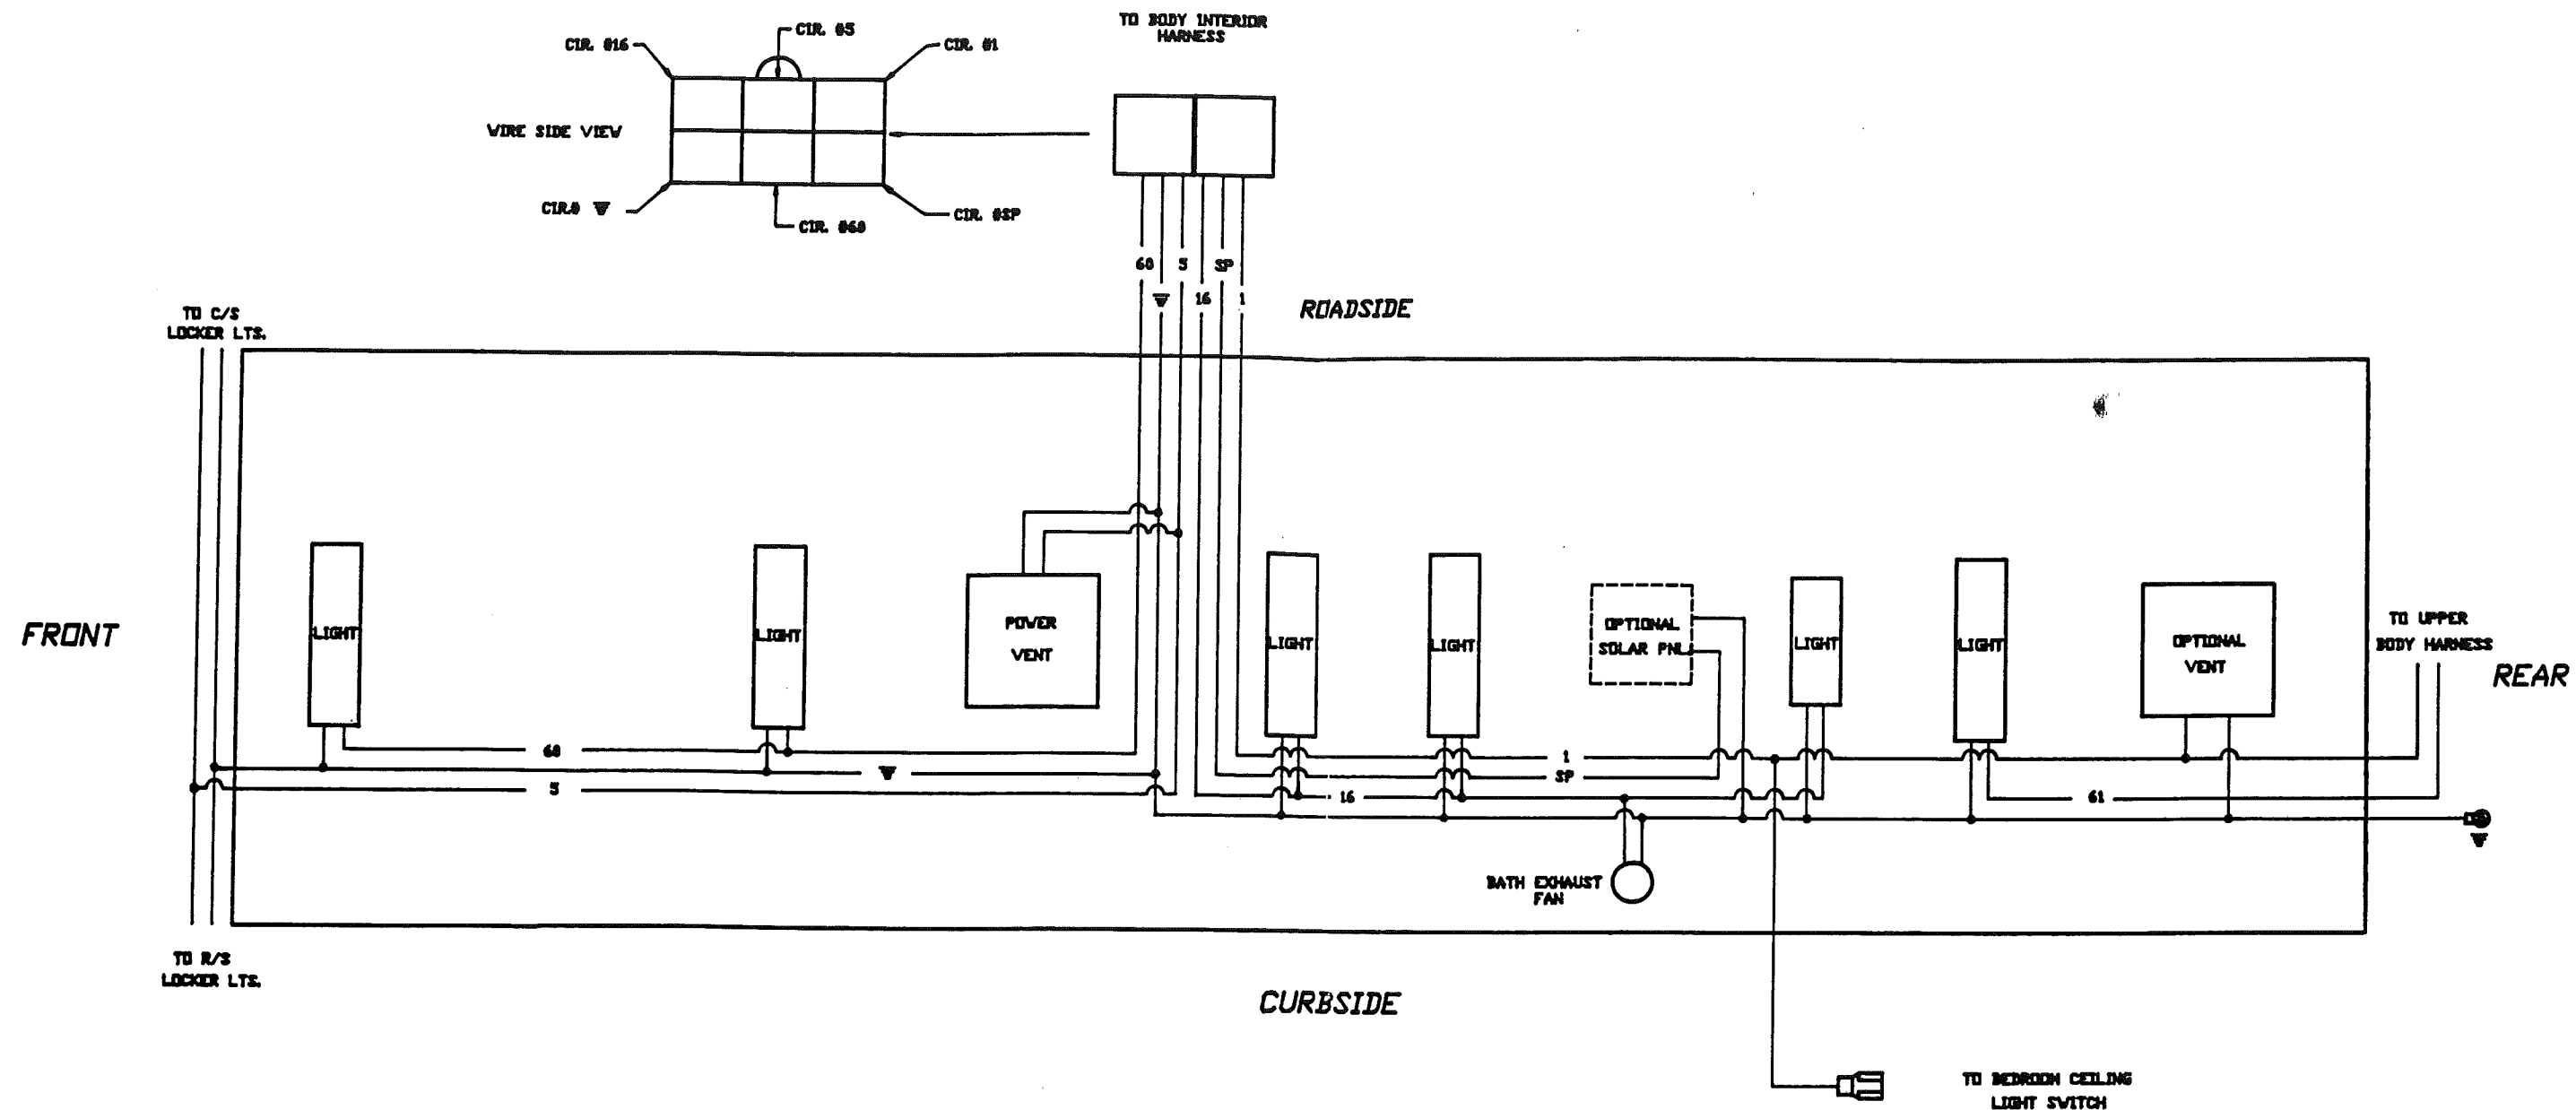 TO BODY INTERIOR
HARNESS
CIR. #5
CIR. #16
CIR. #1
WIRE SIDE VIEW
CIR.#
CIR. #SP
CIR. #60
60
5
SP
16
1
ROADSIDE
TO C/S
LOCKER LTS.
FRONT
LIGHT
LIGHT
POWER
VENT
LIGHT
LIGHT
OPTIONAL
SOLAR PNL.
LIGHT
LIGHT
OPTIONAL
VENT
TO UPPER
BODY HARNESS
REAR
60
5
1
SP
16
61
BATH EXHAUST
FAN
TO R/S
LOCKER LTS.
CURBSIDE
TO BEDROOM CEILING
LIGHT SWITCH